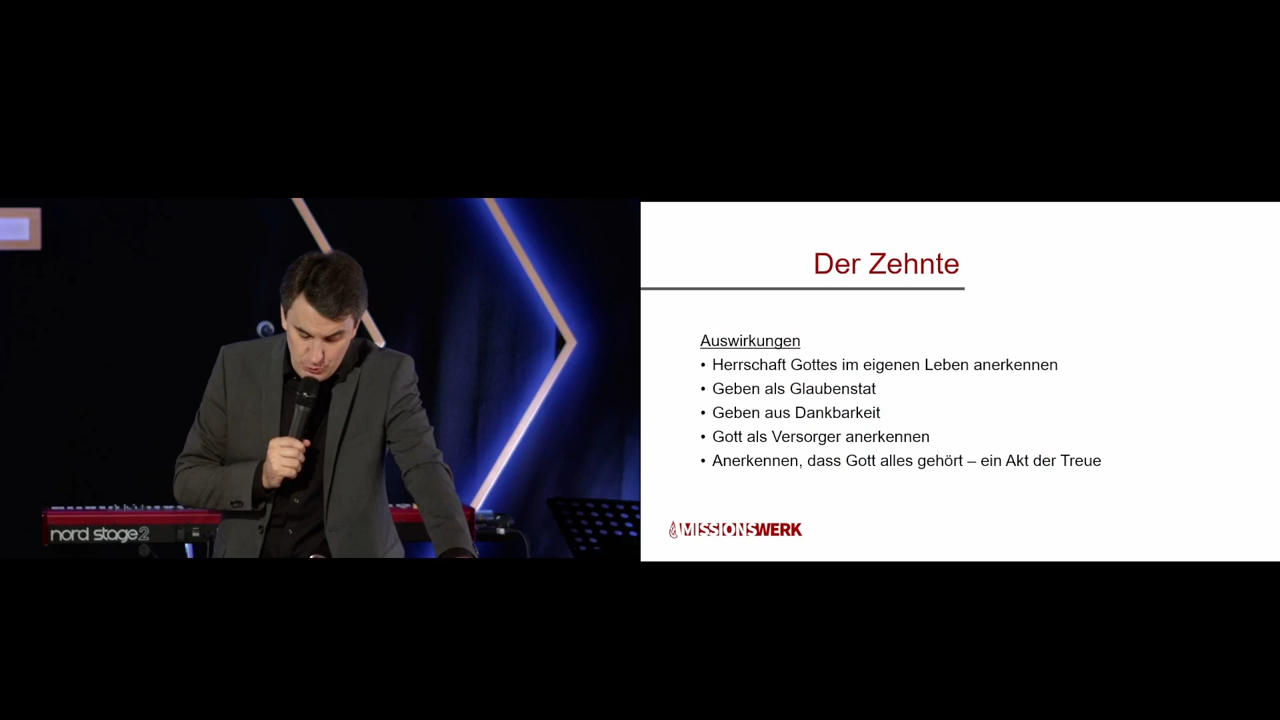 nord stage2
Der Zehnte
Auswirkungen
• Herrschaft Gottes im eigenen Leben anerkennen
• Geben als Glaubenstat
• Geben aus Dankbarkeit
• Gott als Versorger anerkennen
• Anerkennen, dass Gott alles gehört – ein Akt der Treue
MISSIONSWERK